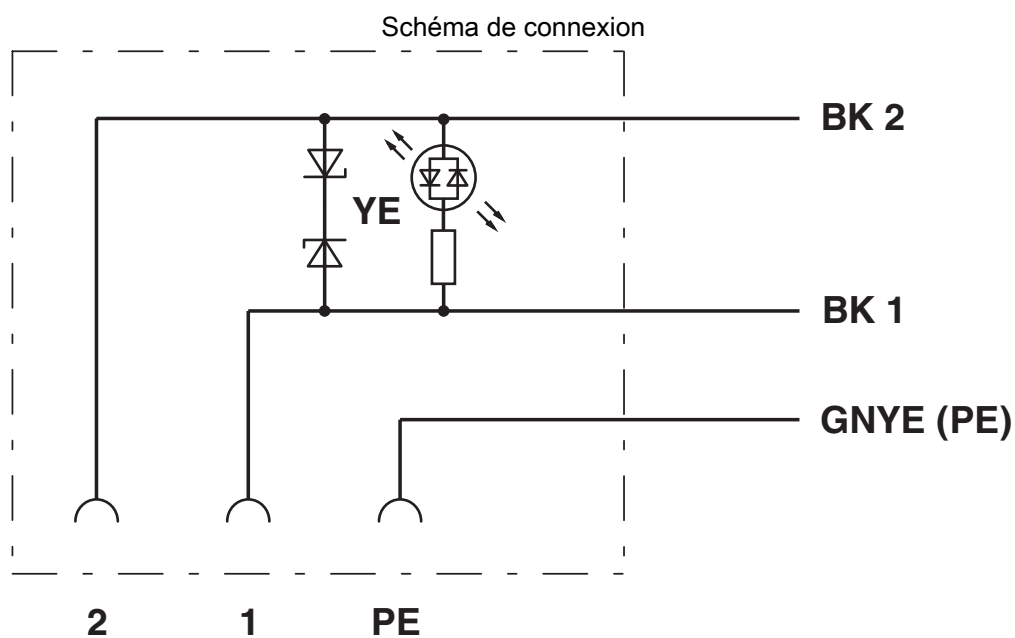 Schéma de connexion
BK 2
YE
BK 1
GNYE (PE)
2 1 PE